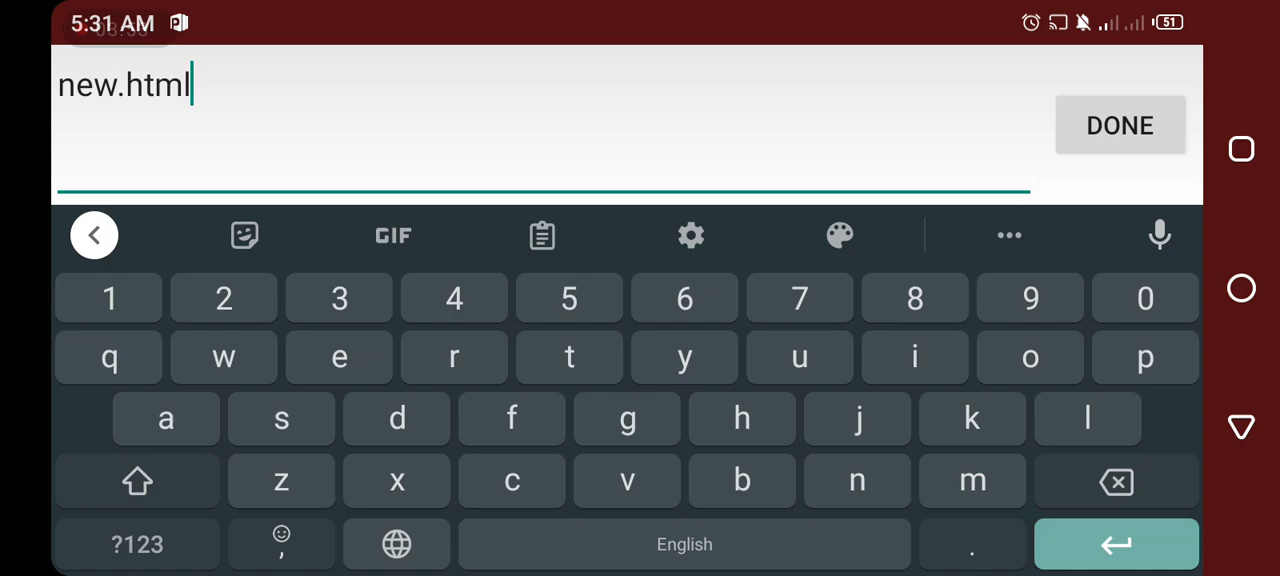 5:31 AM
51
new.html
DONE
GIF
1 2 3 4 5 6 7 8 9 0
q w e r t y u i o p
a s d f g h j k l
z x c v b n m
?123 , English .